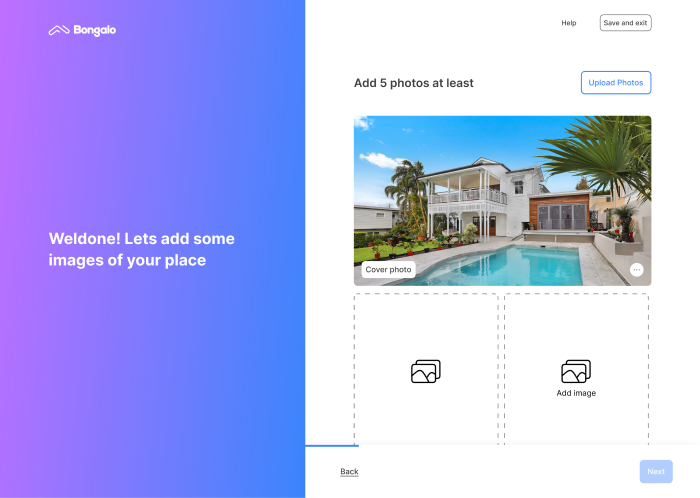 Bongalo
Help
Save and exit
Add 5 photos at least
Upload Photos
Weldone! Lets add some
images of your place
Cover photo
Add image
Back
Next